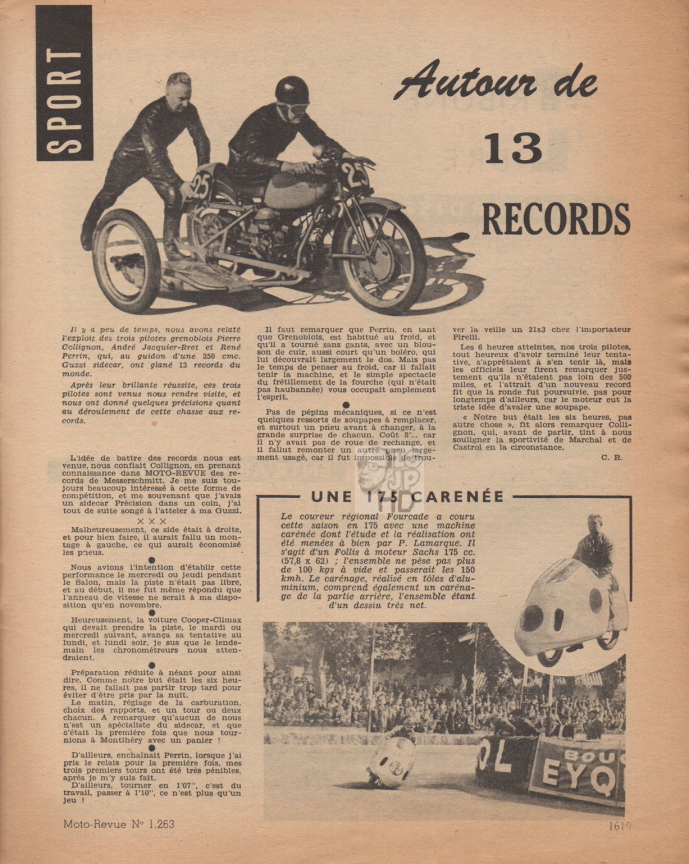 SPORT
Autour de
13
RECORDS
25
25
Il y a peu de temps, nous avons relaté
l'exploit des trois pilotes grenoblois Pierre
Collignon, André Jacquier-Bret et René
Perrin, qui, au guidon d'une 250 cmc.
Guzzi sidecar, ont glané 13 records du
monde.
Après leur brillante réussite, ces trois
pilotes sont venus nous rendre visite, et
nous ont donné quelques précisions quant
au déroulement de cette chasse aux re-
cords.
L'idée de battre des records nous est
venue, nous confiait Collignon, en prenant
connaissance dans MOTO-REVUE des re-
cords de Messerschmitt. Je me suis tou-
jours beaucoup intéressé à cette forme de
compétition, et me souvenant que j'avais
un sidecar Précision dans un coin, j'ai
tout de suite songé à l'atteler à ma Guzzi.
× × ×
Malheureusement, ce side était à droite,
et pour bien faire, il aurait fallu un mon-
tage à gauche, ce qui aurait économisé
les pneus.
Nous avions l'intention d'établir cette
performance le mercredi ou jeudi pendant
le Salon, mais la piste n'était pas libre,
et au début, il me fut même répondu que
l'anneau de vitesse ne serait à ma dispo-
sition qu'en novembre.
Heureusement, la voiture Cooper-Climax
qui devait prendre la piste, le mardi ou
mercredi suivant, avança sa tentative au
lundi, et lundi soir, je sus que le lende-
main les chronométreurs nous atten-
draient.
Préparation réduite à néant pour ainsi
dire. Comme notre but était les six heu-
res, il ne fallait pas partir trop tard pour
éviter d'être pris par la nuit.
Le matin, réglage de la carburation,
choix des rapports, et un tour ou deux
chacun. A remarquer qu'aucun de nous
n'est un spécialiste du sidecar, et que
c'était la première fois que nous tour-
nions à Montlhéry avec un panier !
D'ailleurs, enchaînait Perrin, lorsque j'ai
pris le relais pour la première fois, mes
trois premiers tours ont été très pénibles,
après je m'y suis fait.
D'ailleurs, tourner en 1'07", c'est du
travail, passer à 1'10", ce n'est plus qu'un
jeu !
Il faut remarquer que Perrin, en tant
que Grenoblois, est habitué au froid, et
qu'il a tourné sans gants, avec un blou-
son de cuir, aussi court qu'un boléro, qui
lui découvrait largement le dos. Mais pas
le temps de penser au froid, car il fallait
tenir la machine, et le simple spectacle
du frétillement de la fourche (qui n'était
pas haubannée) vous occupait amplement
l'esprit.
Pas de pépins mécaniques, si ce n'est
quelques ressorts de soupapes à remplacer,
et surtout un pneu avant à changer, à la
grande surprise de chacun. Coût 8'... car
il n'y avait pas de roue de rechange, et
il fallut remonter un autre pneu large-
ment usagé, car il fut impossible de trou-
ver la veille un 21x3 chez l'importateur
Pirelli.
Les 6 heures atteintes, nos trois pilotes,
tout heureux d'avoir terminé leur tenta-
tive, s'apprêtaient à s'en tenir là, mais
les officiels leur firent remarquer jus-
tement qu'ils n'étaient pas loin des 500
miles, et l'attrait d'un nouveau record
fit que la ronde fut poursuivie, pas pour
longtemps d'ailleurs, car le moteur eut la
triste idée d'avaler une soupape.
« Notre but était les six heures, pas
autre chose », fit alors remarquer Colli-
gnon, qui, avant de partir, tint à nous
souligner la sportivité de Marchal et de
Castrol en la circonstance.
C. R.
UNE 175 CARENÉE
Le coureur régional Fourcade a couru
cette saison en 175 avec une machine
carénée dont l'étude et la réalisation ont
été menées à bien par P. Lamarque. Il
s'agit d'un Follis à moteur Sachs 175 cc.
(57,8 x 62) ; l'ensemble ne pèse pas plus
de 100 kgs à vide et passerait les 150
kmh. Le carénage, réalisé en tôles d'alu-
minium, comprend également un caréna-
ge de la partie arrière, l'ensemble étant
d'un dessin très net.
OL
BOU
EYQ
Moto-Revue Nº 1.263